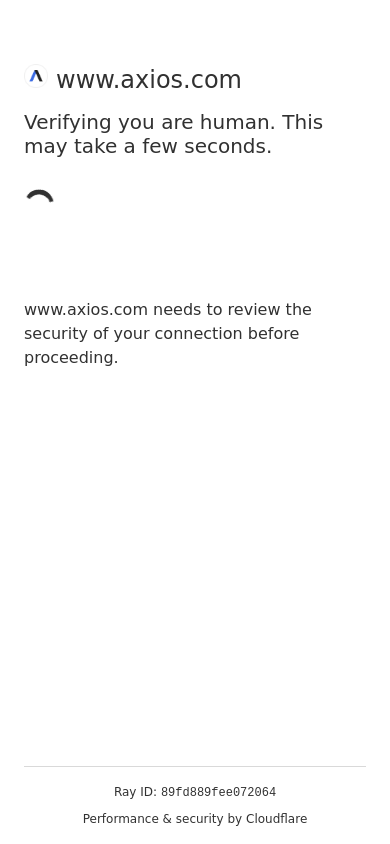 www.axios.com
Verifying you are human. This
may take a few seconds.
www.axios.com needs to review the
security of your connection before
proceeding.
Ray ID: 89fd889fee072064
Performance & security by Cloudflare